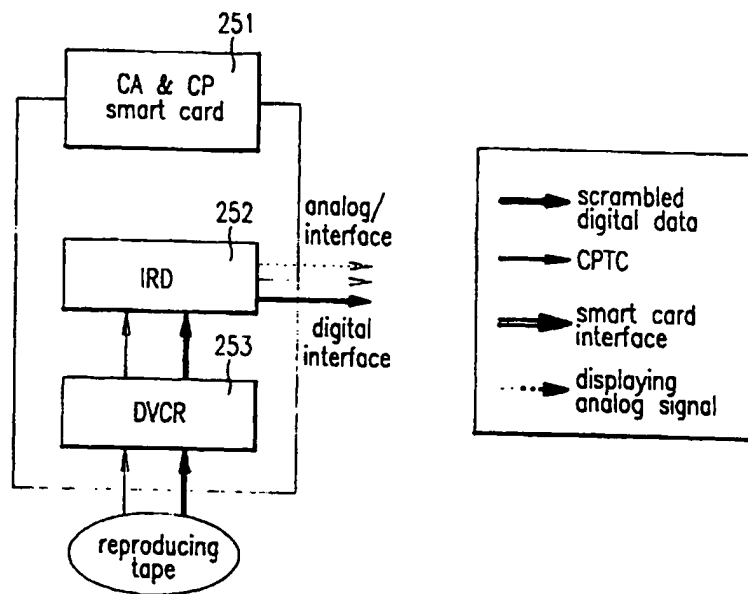 251
CA & CP
smart card
252
analog/
interface
IRD
digital
interface
253
DVCR
reproducing
tape
scrambled
digital data
CPTC
smart card
interface
displaying
analog signal